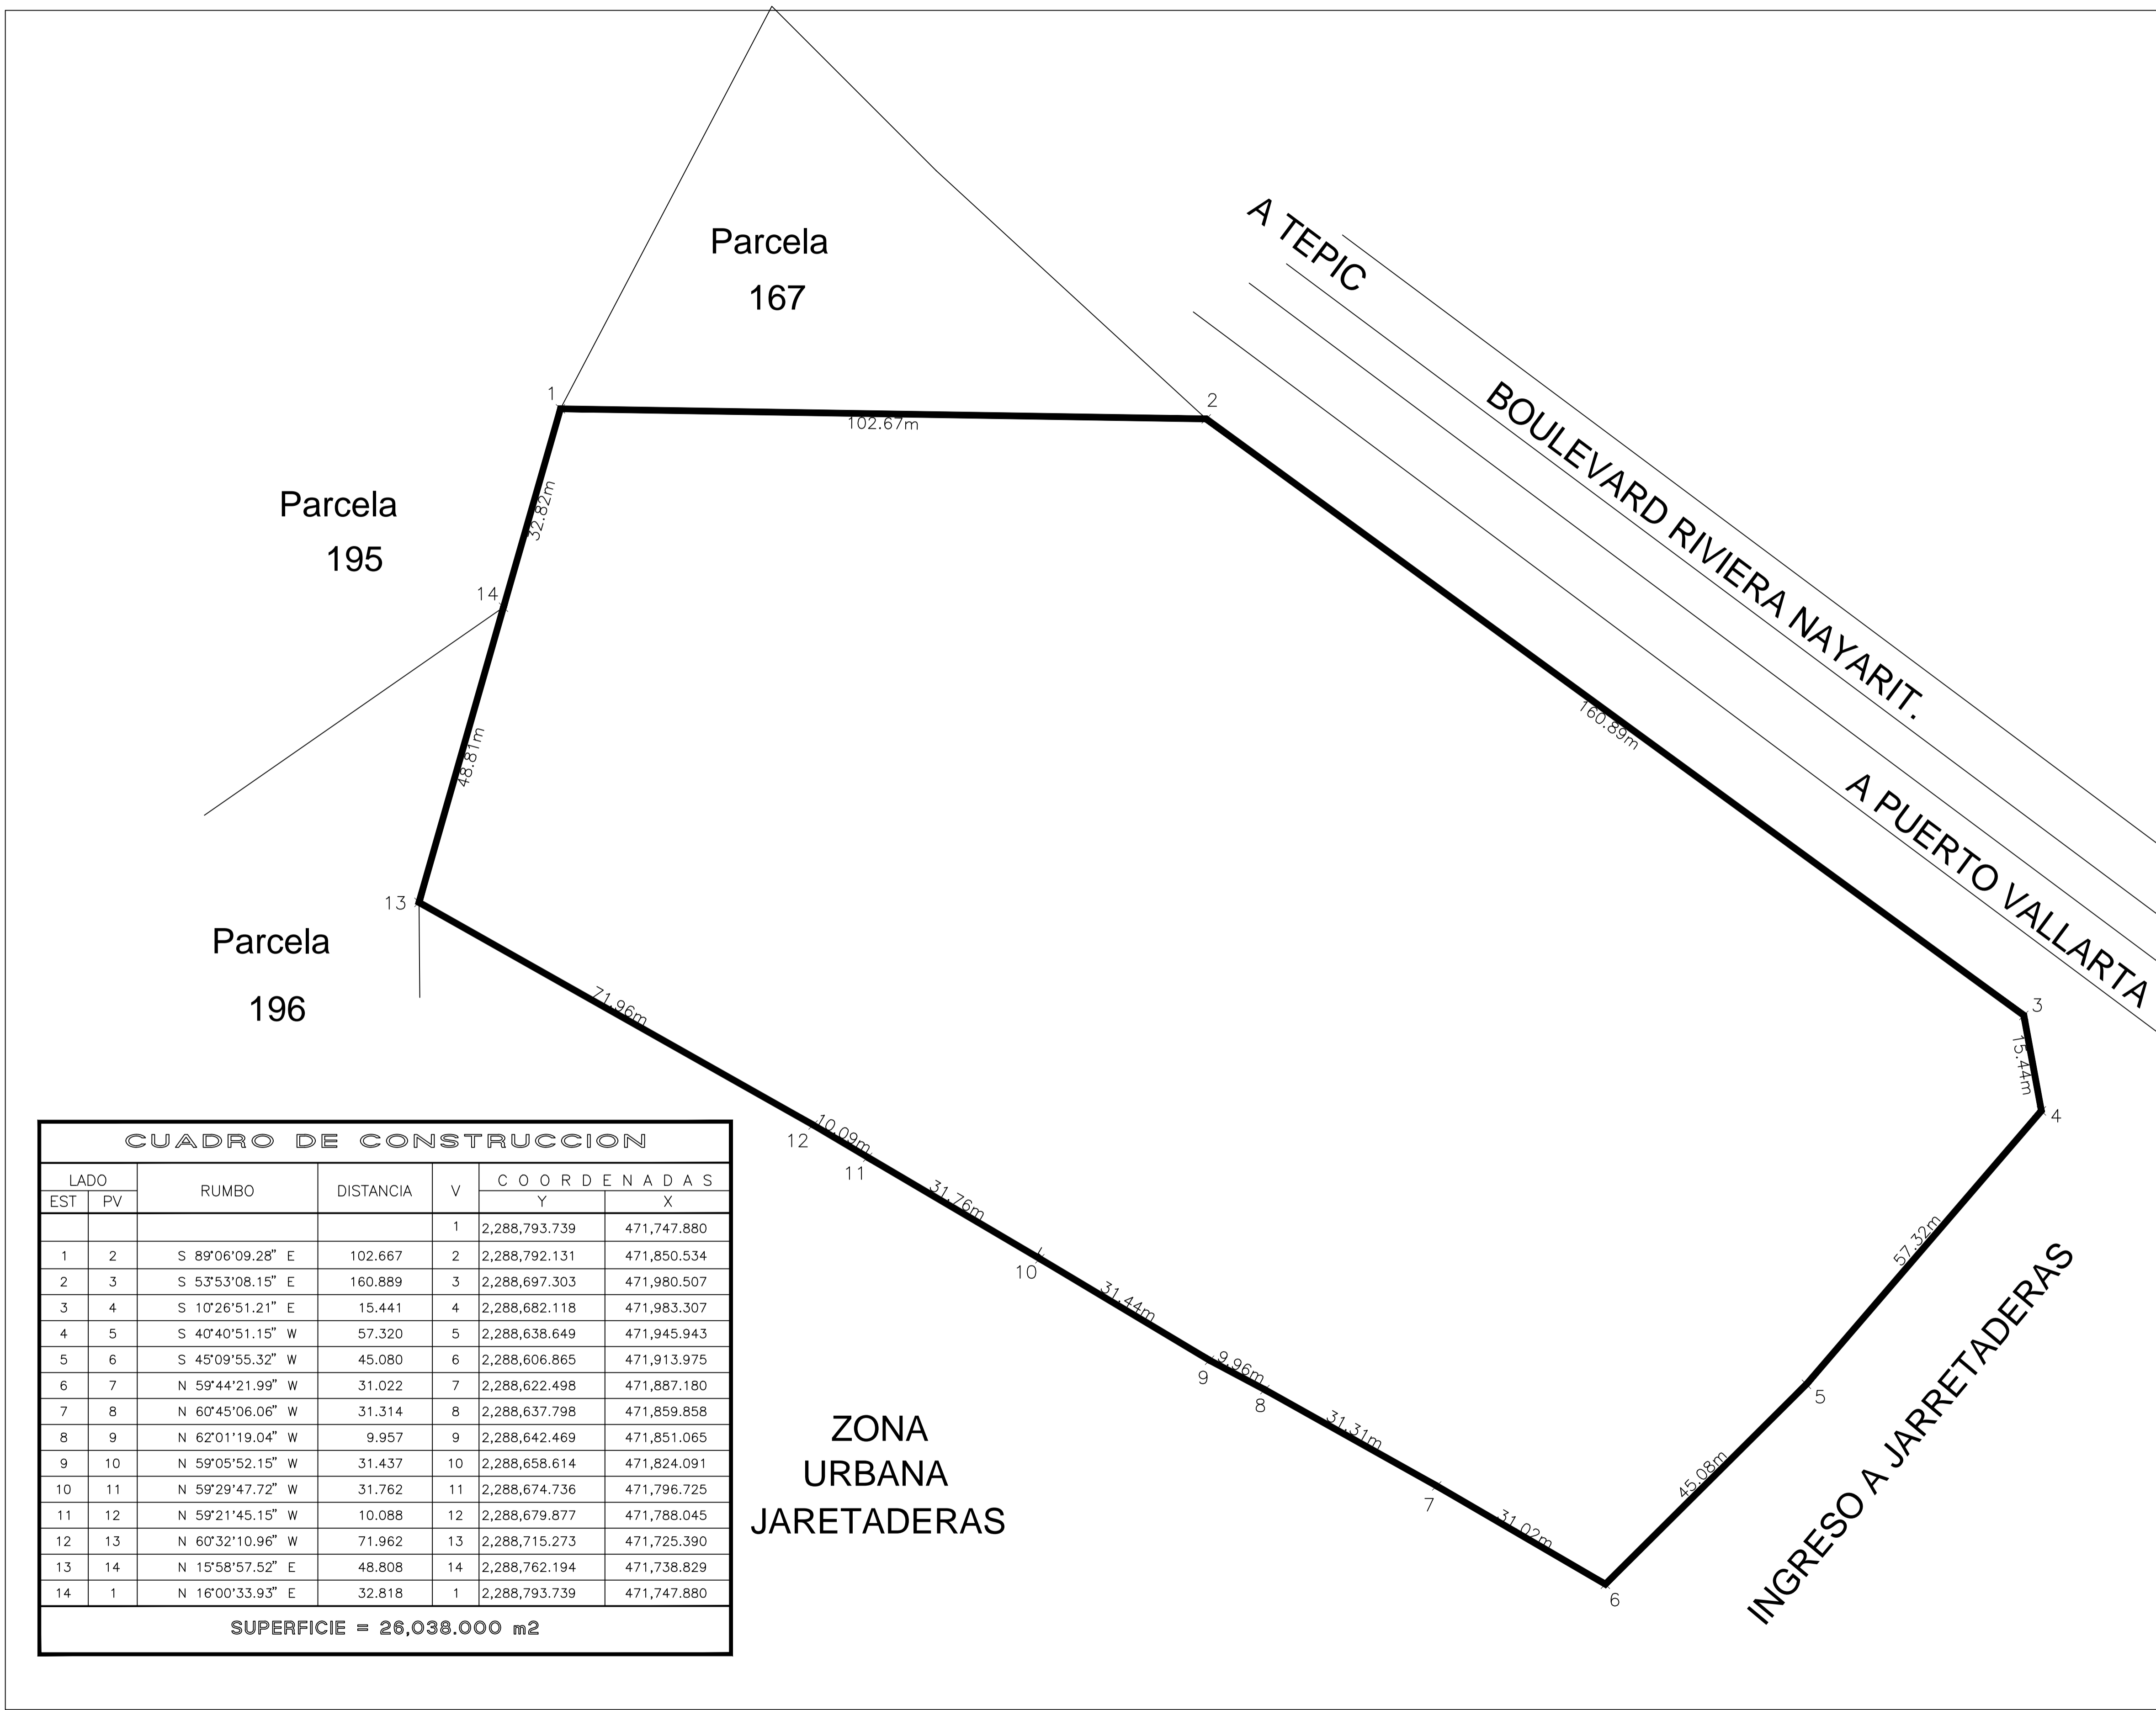 Parcela
167
A TEPIC
BOULEVARD RIVIERA NAYARIT.
A PUERTO VALLARTA
1
2
102.67m
32.82m
Parcela
195
14
160.89m
48.81m
13
Parcela
196
3
15.44m
4
71.96m
12
10.09m
11
31.76m
10
31.44m
9
9.96m
8
31.31m
7
31.02m
6
45.08m
5
57.32m
INGRESO A JARRETADERAS
ZONA
URBANA
JARETADERAS
CUADRO DE CONSTRUCCION
LADO RUMBO DISTANCIA V C O O R D E N A D A S
EST PV Y X
1 2,288,793.739 471,747.880
1 2 S 89°06'09.28" E 102.667 2 2,288,792.131 471,850.534
2 3 S 53°53'08.15" E 160.889 3 2,288,697.303 471,980.507
3 4 S 10°26'51.21" E 15.441 4 2,288,682.118 471,983.307
4 5 S 40°40'51.15" W 57.320 5 2,288,638.649 471,945.943
5 6 S 45°09'55.32" W 45.080 6 2,288,606.865 471,913.975
6 7 N 59°44'21.99" W 31.022 7 2,288,622.498 471,887.180
7 8 N 60°45'06.06" W 31.314 8 2,288,637.798 471,859.858
8 9 N 62°01'19.04" W 9.957 9 2,288,642.469 471,851.065
9 10 N 59°05'52.15" W 31.437 10 2,288,658.614 471,824.091
10 11 N 59°29'47.72" W 31.762 11 2,288,674.736 471,796.725
11 12 N 59°21'45.15" W 10.088 12 2,288,679.877 471,788.045
12 13 N 60°32'10.96" W 71.962 13 2,288,715.273 471,725.390
13 14 N 15°58'57.52" E 48.808 14 2,288,762.194 471,738.829
14 1 N 16°00'33.93" E 32.818 1 2,288,793.739 471,747.880
SUPERFICIE = 26,038.000 m2